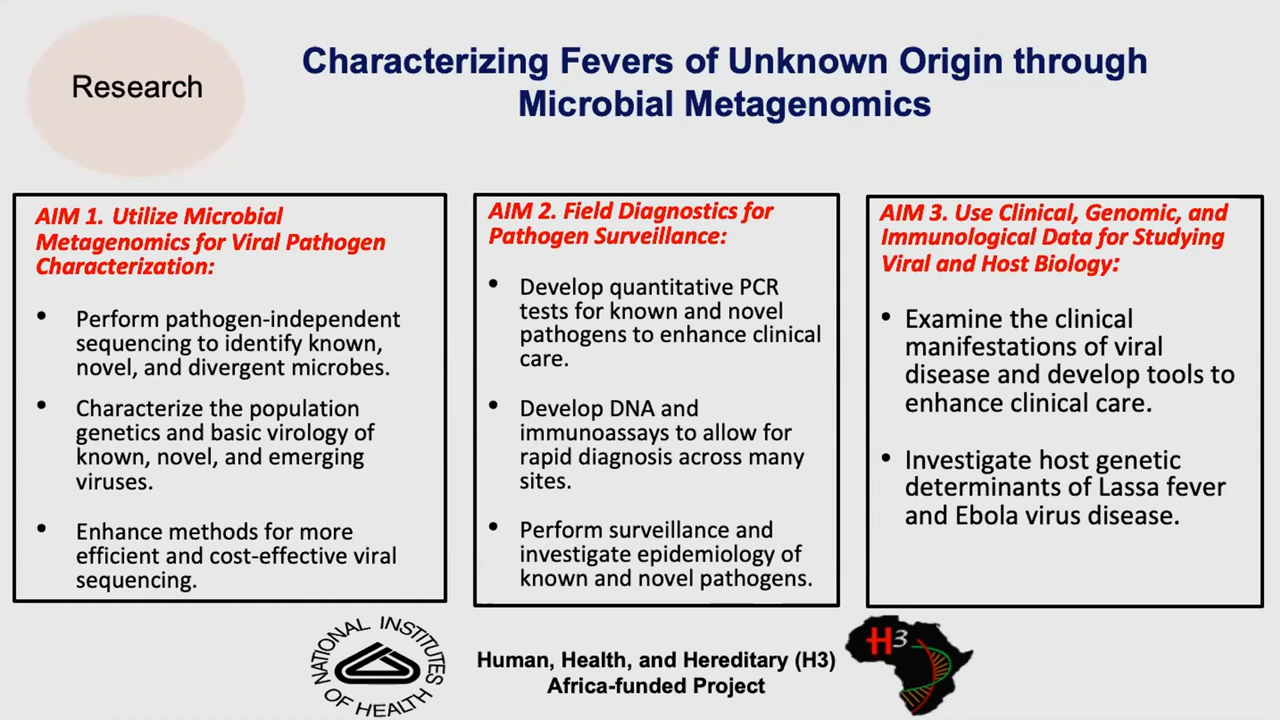 Research
Characterizing Fevers of Unknown Origin through
Microbial Metagenomics
AIM 1. Utilize Microbial
Metagenomics for Viral Pathogen
Characterization:
• Perform pathogen-independent
sequencing to identify known,
novel, and divergent microbes.
• Characterize the population
genetics and basic virology of
known, novel, and emerging
viruses.
• Enhance methods for more
efficient and cost-effective viral
sequencing.
AIM 2. Field Diagnostics for
Pathogen Surveillance:
• Develop quantitative PCR
tests for known and novel
pathogens to enhance clinical
care.
• Develop DNA and
immunoassays to allow for
rapid diagnosis across many
sites.
• Perform surveillance and
investigate epidemiology of
known and novel pathogens.
AIM 3. Use Clinical, Genomic, and
Immunological Data for Studying
Viral and Host Biology:
• Examine the clinical
manifestations of viral
disease and develop tools to
enhance clinical care.
• Investigate host genetic
determinants of Lassa fever
and Ebola virus disease.
NATIONAL INSTITUTES
OF HEALTH
Human, Health, and Hereditary (H3)
Africa-funded Project
H3